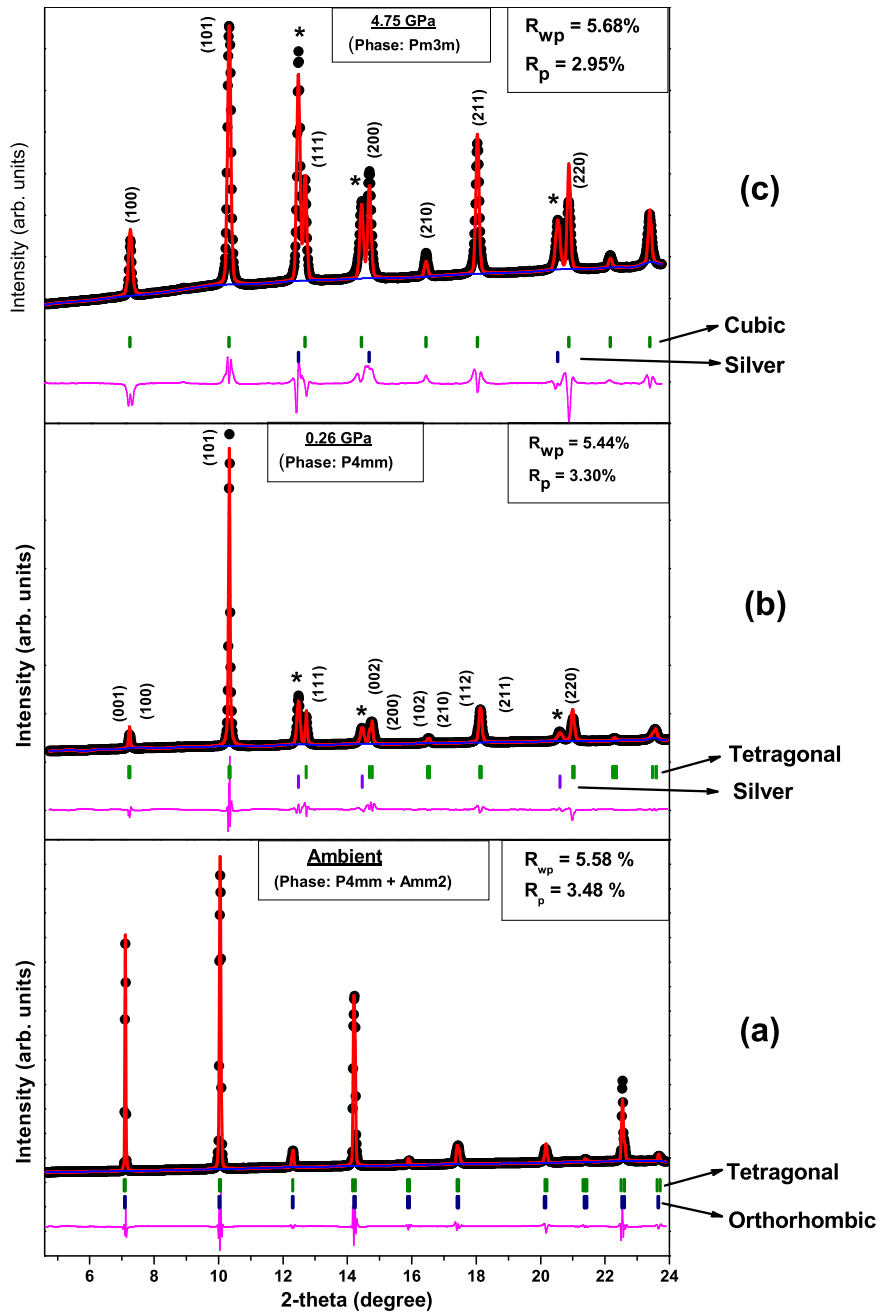 4.75 GPa
(Phase: Pm3m)
R_wp = 5.68%
R_p = 2.95%
(101)
*
(111)
(200)
*
(211)
(100)
(210)
*
(220)
Intensity (arb. units)
(c)
Cubic
Silver
0.26 GPa
(Phase: P4mm)
R_wp = 5.44%
R_p = 3.30%
(101)
(001)
(100)
*
(111)
(002)
*
(200)
(102)
(210)
(112)
(211)
*
(220)
Intensity (arb. units)
(b)
Tetragonal
Silver
Ambient
(Phase: P4mm + Amm2)
R_wp = 5.58 %
R_p = 3.48 %
Intensity (arb. units)
(a)
Tetragonal
Orthorhombic
6 8 10 12 14 16 18 20 22 24
2-theta (degree)